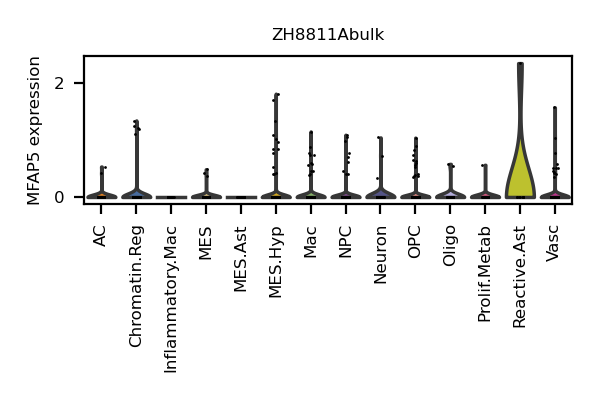 ZH8811Abulk
MFAP5 expression
2
0
AC
Chromatin.Reg
Inflammatory.Mac
MES
MES.Ast
MES.Hyp
Mac
NPC
Neuron
OPC
Oligo
Prolif.Metab
Reactive.Ast
Vasc